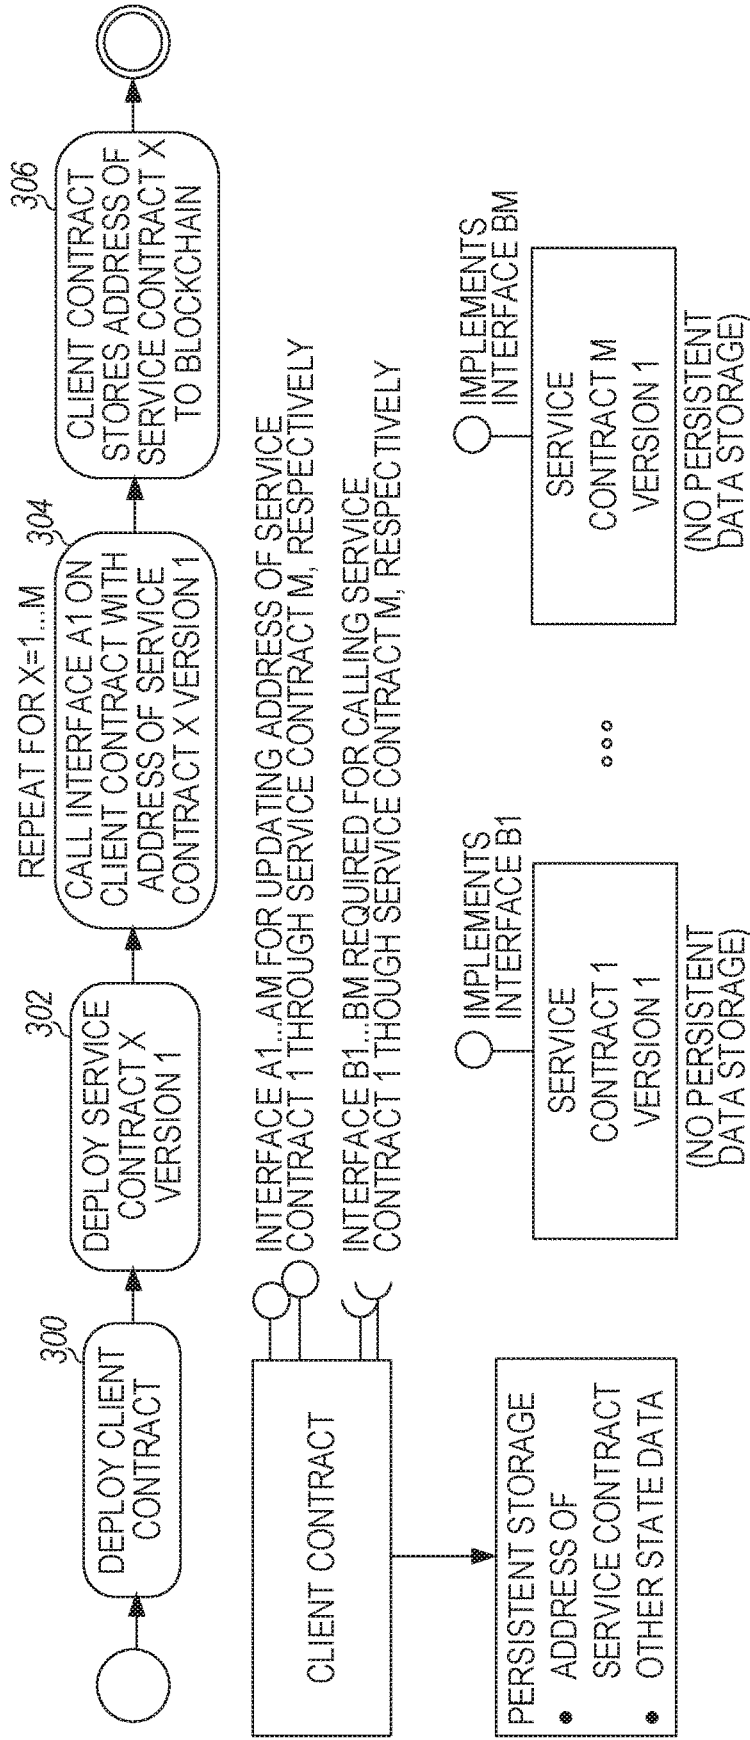 300
DEPLOY CLIENT
CONTRACT
302
DEPLOY SERVICE
CONTRACT X
VERSION 1
REPEAT FOR X=1...M
304
CALL INTERFACE A1 ON
CLIENT CONTRACT WITH
ADDRESS OF SERVICE
CONTRACT X VERSION 1
306
CLIENT CONTRACT
STORES ADDRESS OF
SERVICE CONTRACT X
TO BLOCKCHAIN
CLIENT CONTRACT
INTERFACE A1...AM FOR UPDATING ADDRESS OF SERVICE
CONTRACT 1 THROUGH SERVICE CONTRACT M, RESPECTIVELY
INTERFACE B1...BM REQUIRED FOR CALLING SERVICE
CONTRACT 1 THOUGH SERVICE CONTRACT M, RESPECTIVELY
PERSISTENT STORAGE
• ADDRESS OF
SERVICE CONTRACT
• OTHER STATE DATA
IMPLEMENTS
INTERFACE B1
SERVICE
CONTRACT 1
VERSION 1
(NO PERSISTENT
DATA STORAGE)
IMPLEMENTS
INTERFACE BM
SERVICE
CONTRACT M
VERSION 1
(NO PERSISTENT
DATA STORAGE)